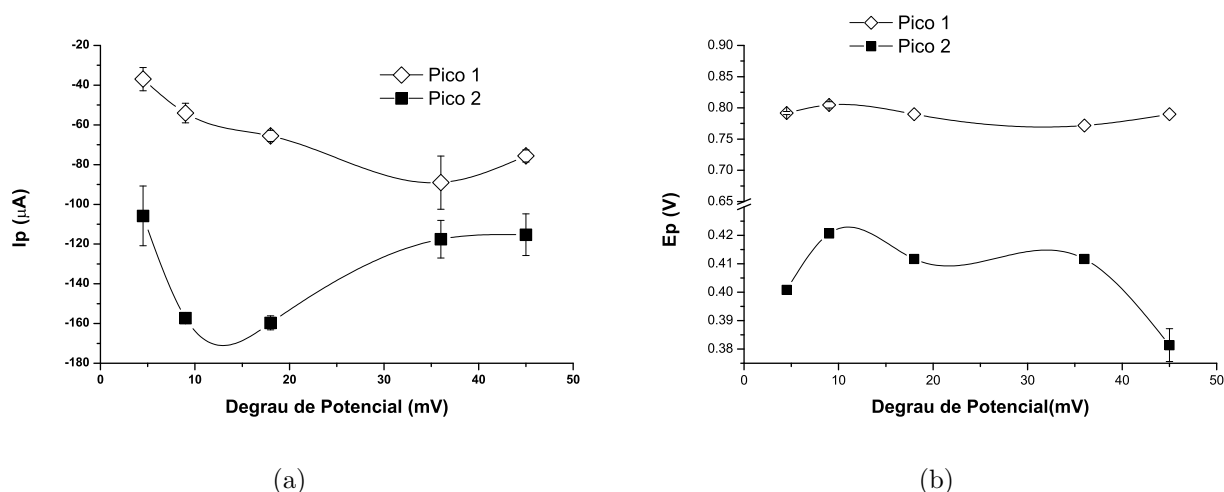 -20
-40
-60
-80
-100
-120
-140
-160
-180
Ip (μA)
Pico 1
Pico 2
0 10 20 30 40 50
Degrau de Potencial (mV)
(a)
Pico 1
Pico 2
0.90
0.85
0.80
0.75
0.70
0.65
0.42
0.41
0.40
0.39
0.38
Ep (V)
0 10 20 30 40 50
Degrau de Potencial(mV)
(b)